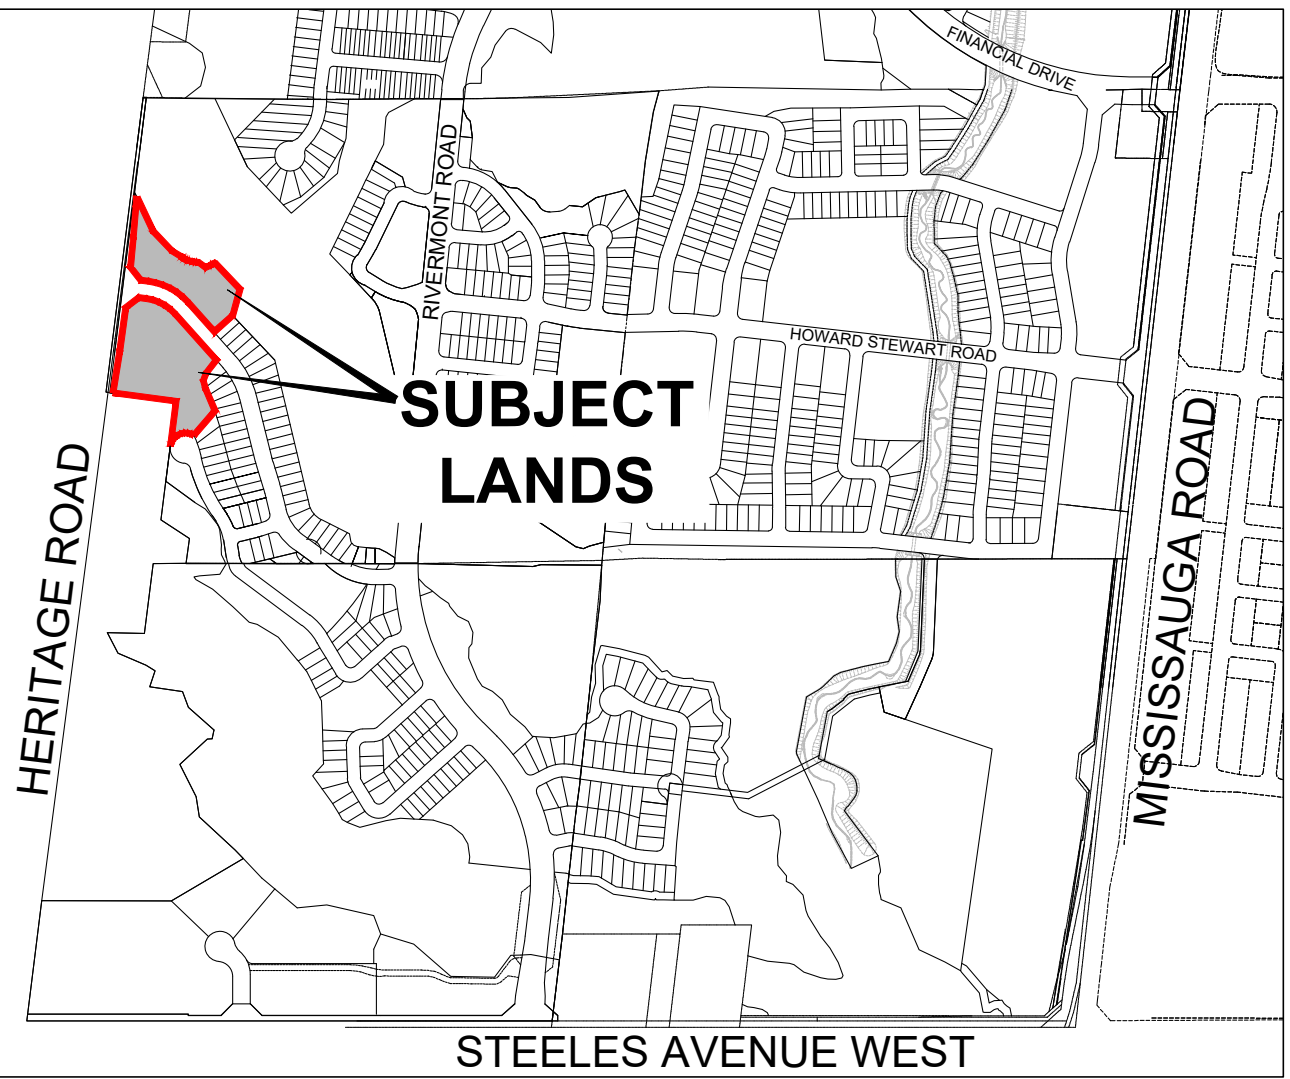 FINANCIAL DRIVE
RIVERMONT ROAD
HOWARD STEWART ROAD
SUBJECT
LANDS
HERITAGE ROAD
MISSISSAUGA ROAD
STEELES AVENUE WEST